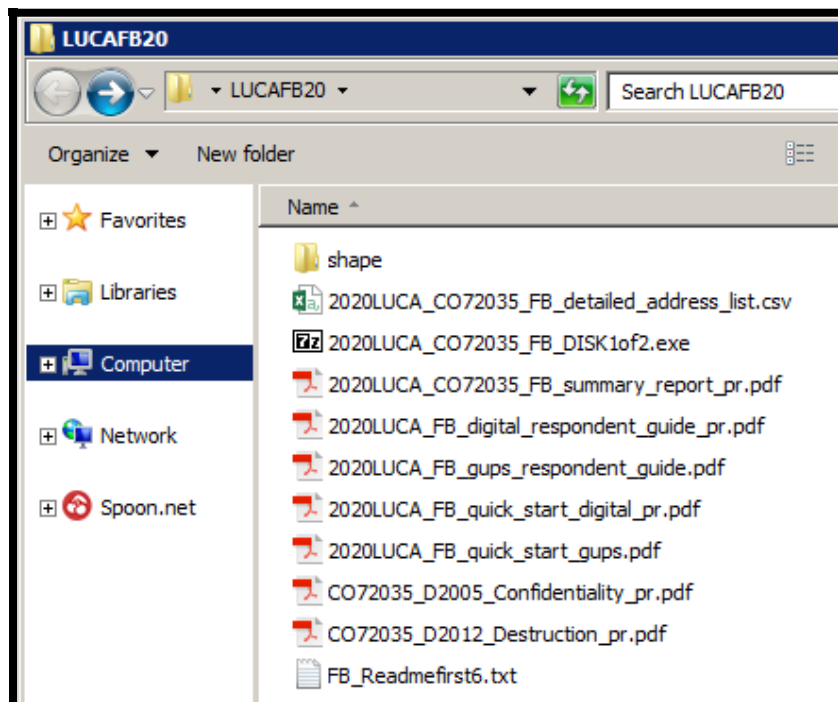 LUCAFB20
LUCAFB20
Search LUCAFB20
Organize
New folder
Favorites
Libraries
Computer
Network
Spoon.net
Name
shape
2020LUCA_CO72035_FB_detailed_address_list.csv
2020LUCA_CO72035_FB_DISK1of2.exe
2020LUCA_CO72035_FB_summary_report_pr.pdf
2020LUCA_FB_digital_respondent_guide_pr.pdf
2020LUCA_FB_gups_respondent_guide.pdf
2020LUCA_FB_quick_start_digital_pr.pdf
2020LUCA_FB_quick_start_gups.pdf
CO72035_D2005_Confidentiality_pr.pdf
CO72035_D2012_Destruction_pr.pdf
FB_Readmefirst6.txt